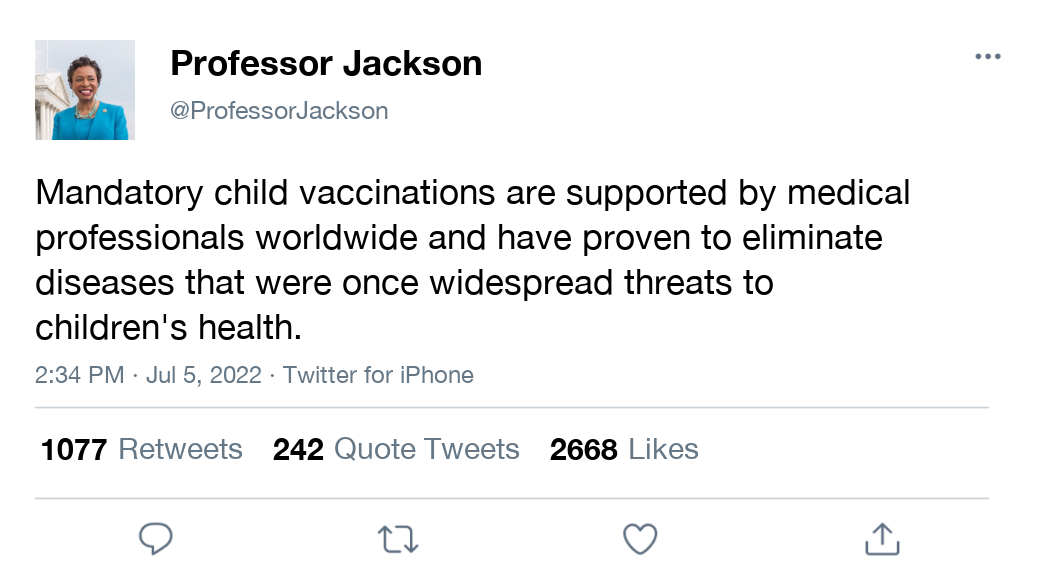 Professor Jackson
@ProfessorJackson
Mandatory child vaccinations are supported by medical
professionals worldwide and have proven to eliminate
diseases that were once widespread threats to
children's health.
2:34 PM · Jul 5, 2022 · Twitter for iPhone
1077 Retweets 242 Quote Tweets 2668 Likes